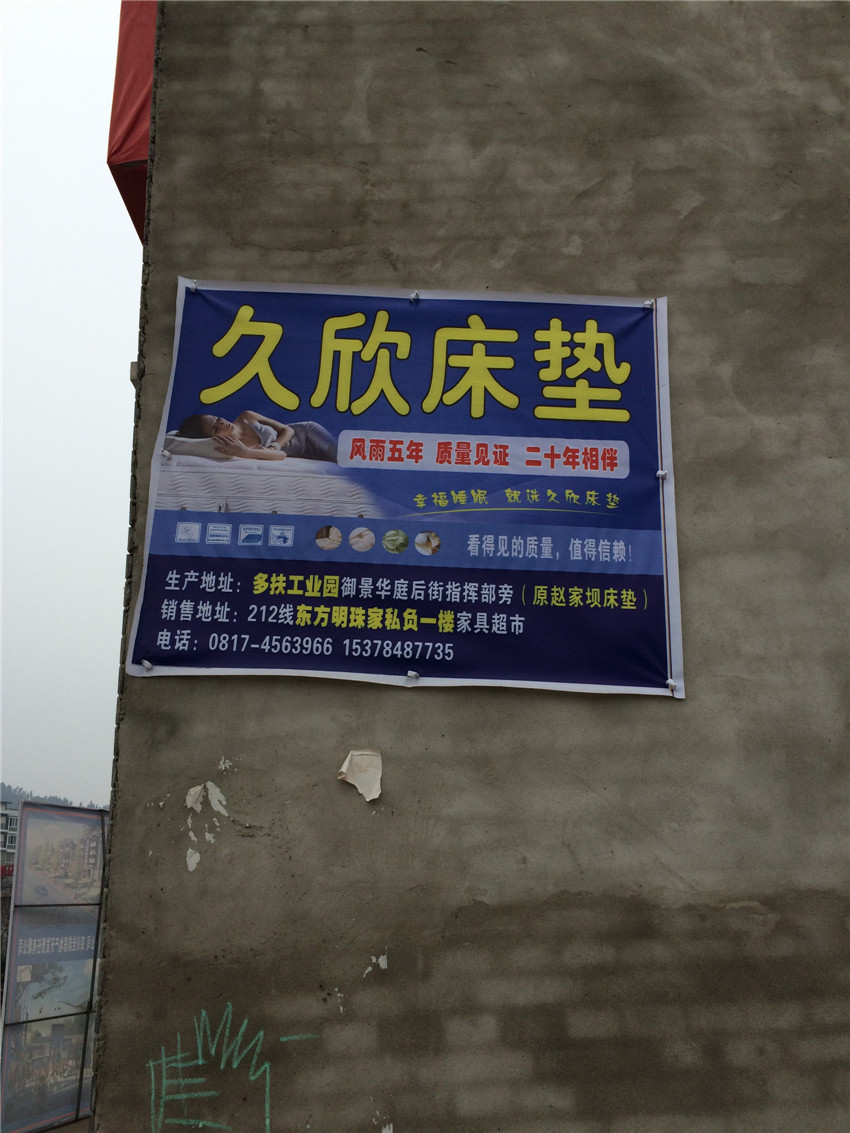 久欣床垫
风雨五年 质量见证 二十年相伴
幸福睡眠 就选久欣床垫
看得见的质量，值得信赖！
生产地址：多扶工业园御景华庭后街指挥部旁（原赵家坝床垫）
销售地址：212线东方明珠家私负一楼家具超市
电话：0817-4563966 15378487735